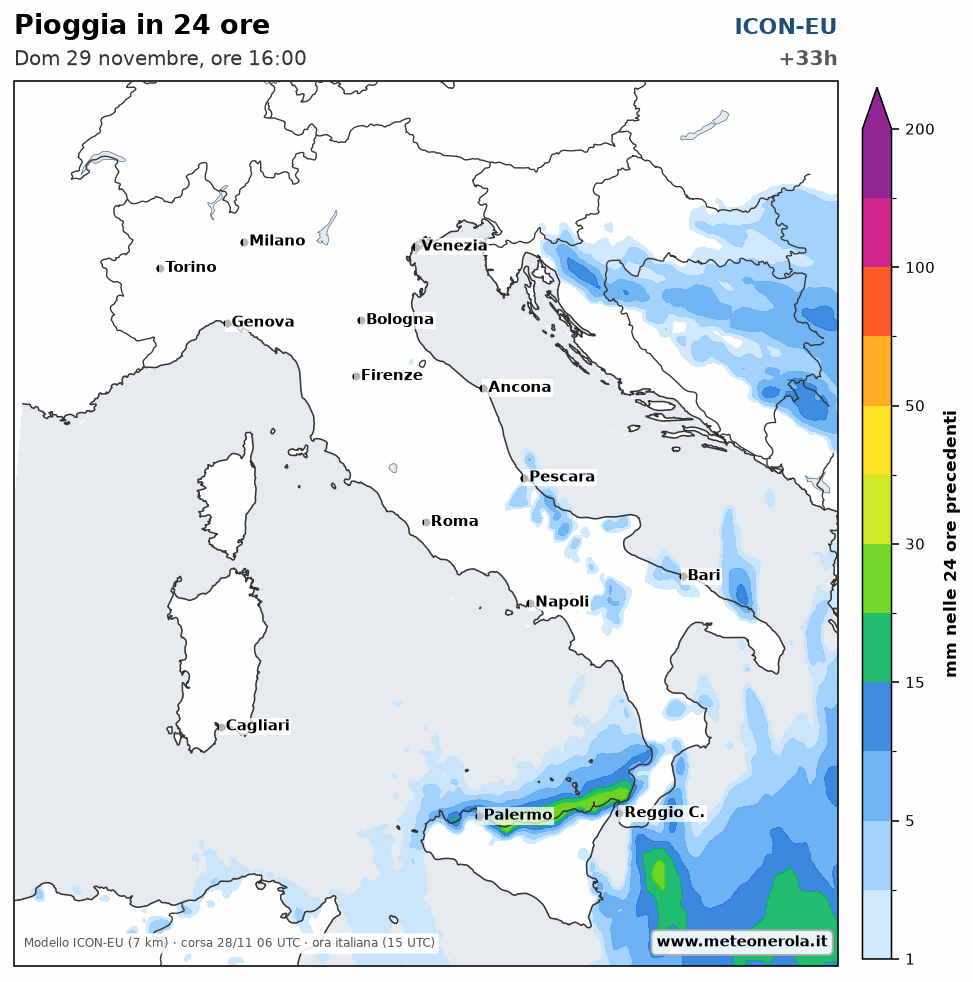 Pioggia in 24 ore
ICON-EU
Dom 29 novembre, ore 16:00
+33h
200
Milano
Venezia
Torino
100
Genova
Bologna
Firenze
Ancona
50
Pescara
Roma
30
Bari
Napoli
mm nelle 24 ore precedenti
15
Cagliari
Palermo
Reggio C.
5
Modello ICON-EU (7 km) · corsa 28/11 06 UTC · ora italiana (15 UTC)
www.meteonerola.it
1